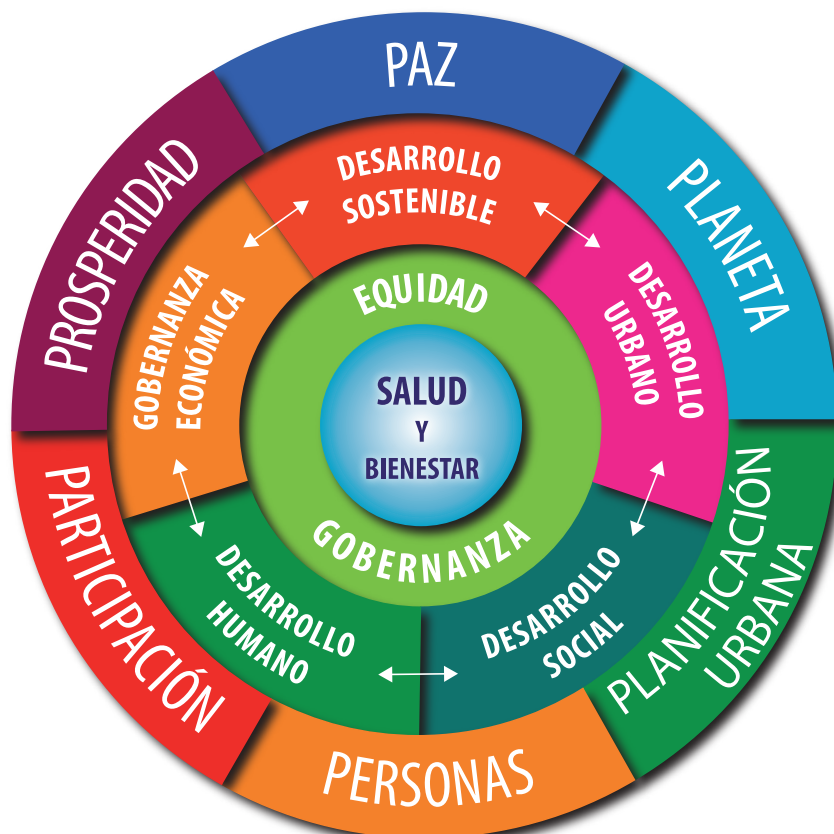 PAZ
PLANETA
PLANIFICACIÓN
URBANA
PERSONAS
PARTICIPACIÓN
PROSPERIDAD
DESARROLLO
SOSTENIBLE
DESARROLLO
URBANO
DESARROLLO
SOCIAL
DESARROLLO
HUMANO
GOBERNANZA
ECONÓMICA
EQUIDAD
GOBERNANZA
SALUD
Y
BIENESTAR